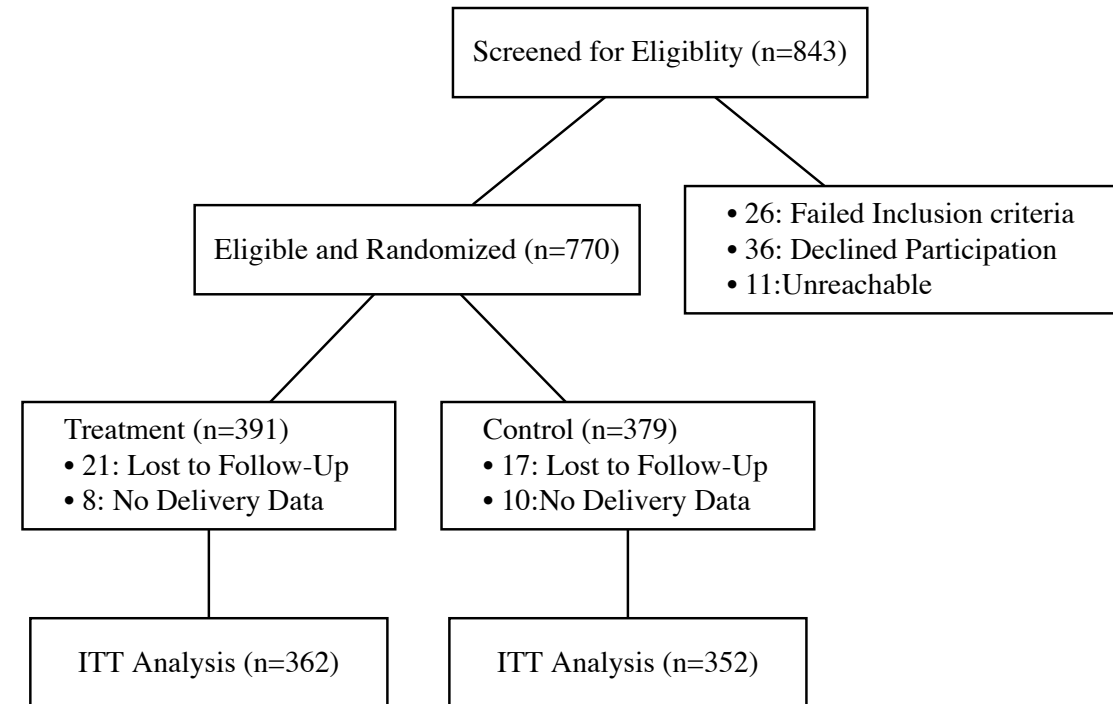 Screened for Eligiblity (n=843)
Eligible and Randomized (n=770)
• 26: Failed Inclusion criteria
• 36: Declined Participation
• 11:Unreachable
Treatment (n=391)
• 21: Lost to Follow-Up
• 8: No Delivery Data
Control (n=379)
• 17: Lost to Follow-Up
• 10:No Delivery Data
ITT Analysis (n=362)
ITT Analysis (n=352)